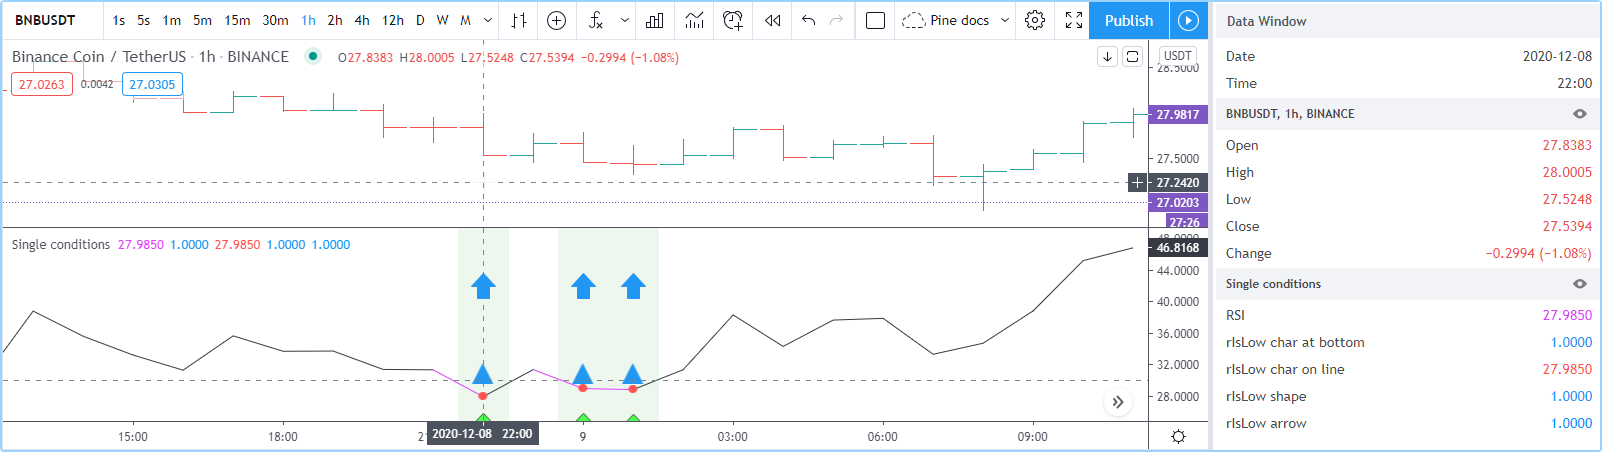 BNBUSDT 1s 5s 1m 5m 15m 30m 1h 2h 4h 12h D W M Pine docs Publish
Binance Coin / TetherUS · 1h · BINANCE O27.8383 H28.0005 L27.5248 C27.5394 −0.2994 (−1.08%) USDT
28.5000
27.0263 0.0042 27.0305
27.9817
27.5000
27.2420
27.0203
27:26
Single conditions 27.9850 1.0000 27.9850 1.0000 1.0000
48.0000
46.8168
44.0000
40.0000
36.0000
32.0000
28.0000
15:00 18:00 2020-12-08 22:00 9 03:00 06:00 09:00
Data Window
Date 2020-12-08
Time 22:00
BNBUSDT, 1h, BINANCE
Open 27.8383
High 28.0005
Low 27.5248
Close 27.5394
Change −0.2994 (−1.08%)
Single conditions
RSI 27.9850
rIsLow char at bottom 1.0000
rIsLow char on line 27.9850
rIsLow shape 1.0000
rIsLow arrow 1.0000